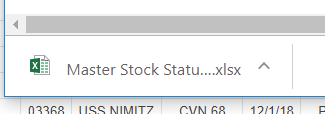 Master Stock Statu....xlsx
03368 USS NIMITZ CVN 68 12/1/18